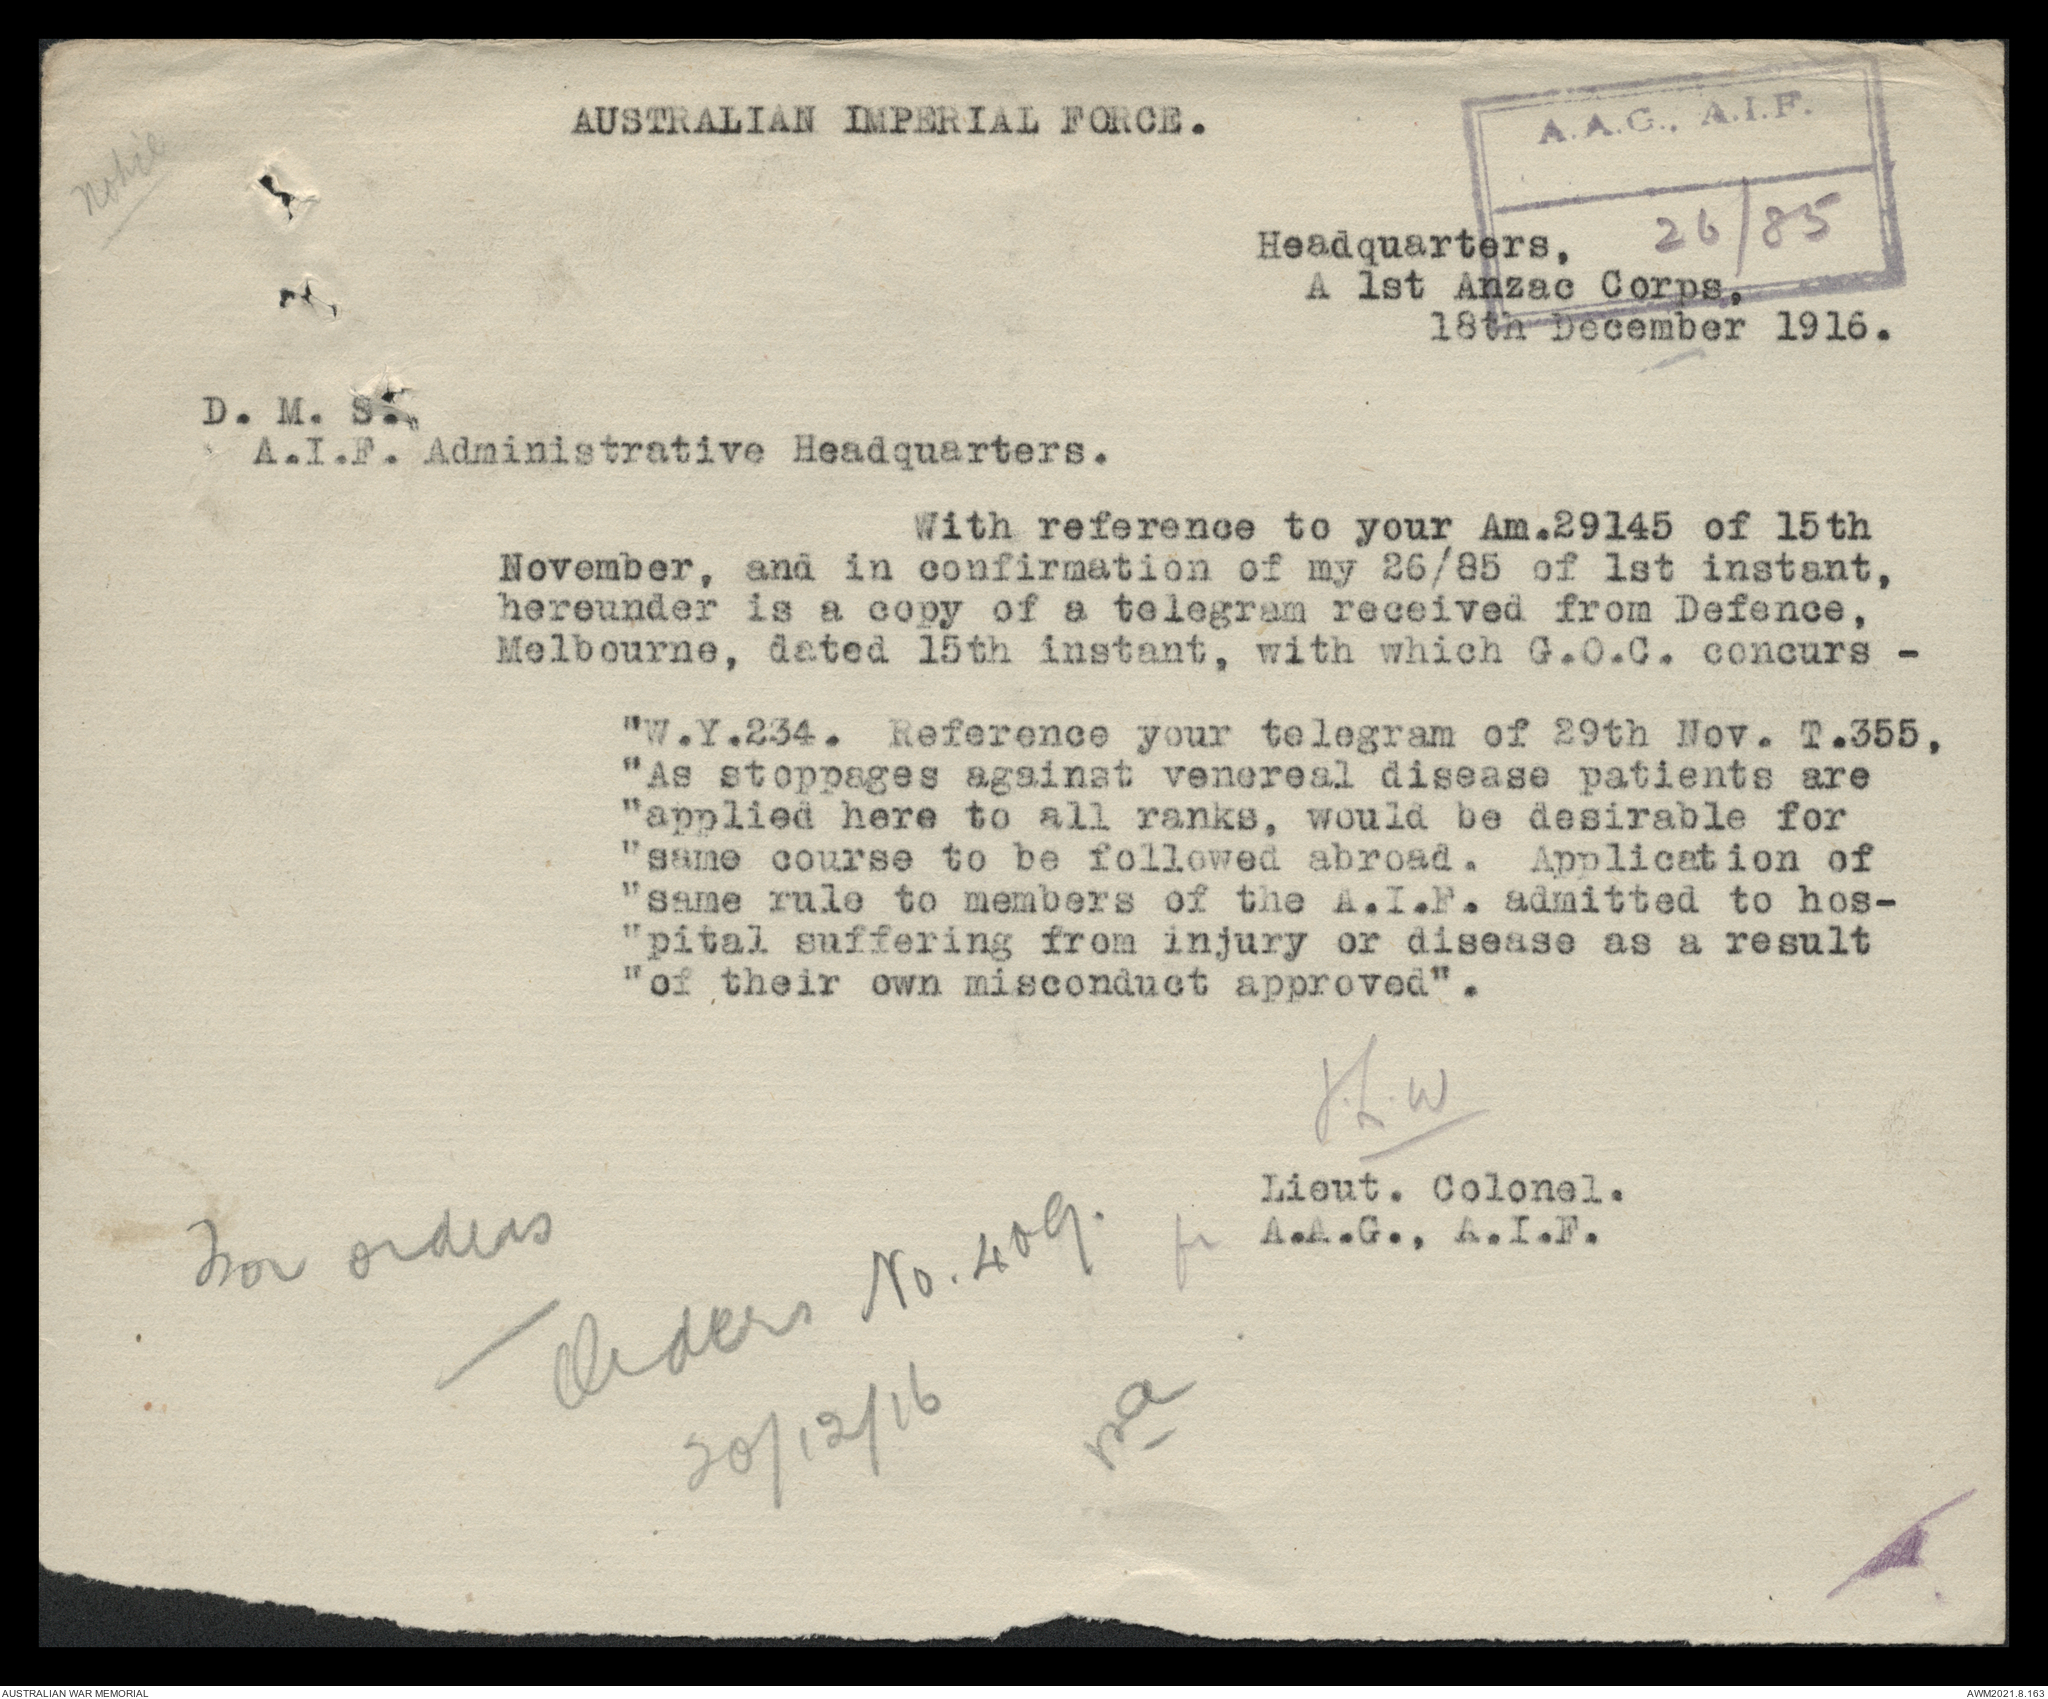 notice
AUSTRALIAN IMPERIAL FORCE.
A.A.G., A.I.F.
26/85
Headquarters,
A 1st Anzac Corps,
18th December 1916.
D. M. S.,
A.I.F. Administrative Headquarters.
With reference to your Am.29145 of 15th
November, and in confirmation of my 26/85 of 1st instant,
hereunder is a copy of a telegram received from Defence,
Melbourne, dated 15th instant, with which G.O.C. concurs -
"W.Y.234. Reference your telegram of 29th Nov. T.355,
"As stoppages against venereal disease patients are
"applied here to all ranks, would be desirable for
"same course to be followed abroad. Application of
"same rule to members of the A.I.F. admitted to hos-
"pital suffering from injury or disease as a result
"of their own misconduct approved".
Lieut. Colonel.
for A.A.G., A.I.F.
For orders
Orders No. 409.
20/12/16
AUSTRALIAN WAR MEMORIAL
AWM2021.8.163